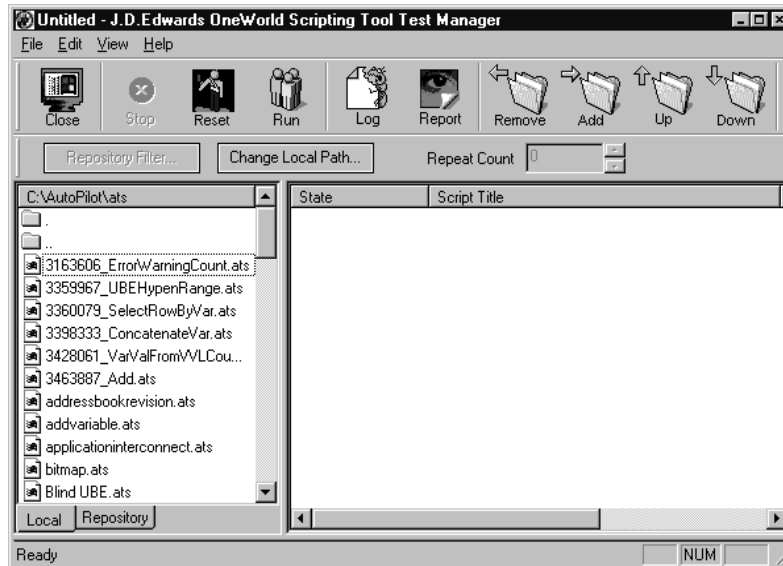 Untitled - J.D.Edwards OneWorld Scripting Tool Test Manager
File Edit View Help
Close Stop Reset Run Log Report Remove Add Up Down
Repository Filter... Change Local Path... Repeat Count 0
C:\AutoPilot\ats
State Script Title
.
..
3163606_ErrorWarningCount.ats
3359967_UBEHypenRange.ats
3360079_SelectRowByVar.ats
3398333_ConcatenateVar.ats
3428061_VarValFromVVLCou...
3463887_Add.ats
addressbookrevision.ats
addvariable.ats
applicationinterconnect.ats
bitmap.ats
Blind UBE.ats
Local Repository
Ready NUM